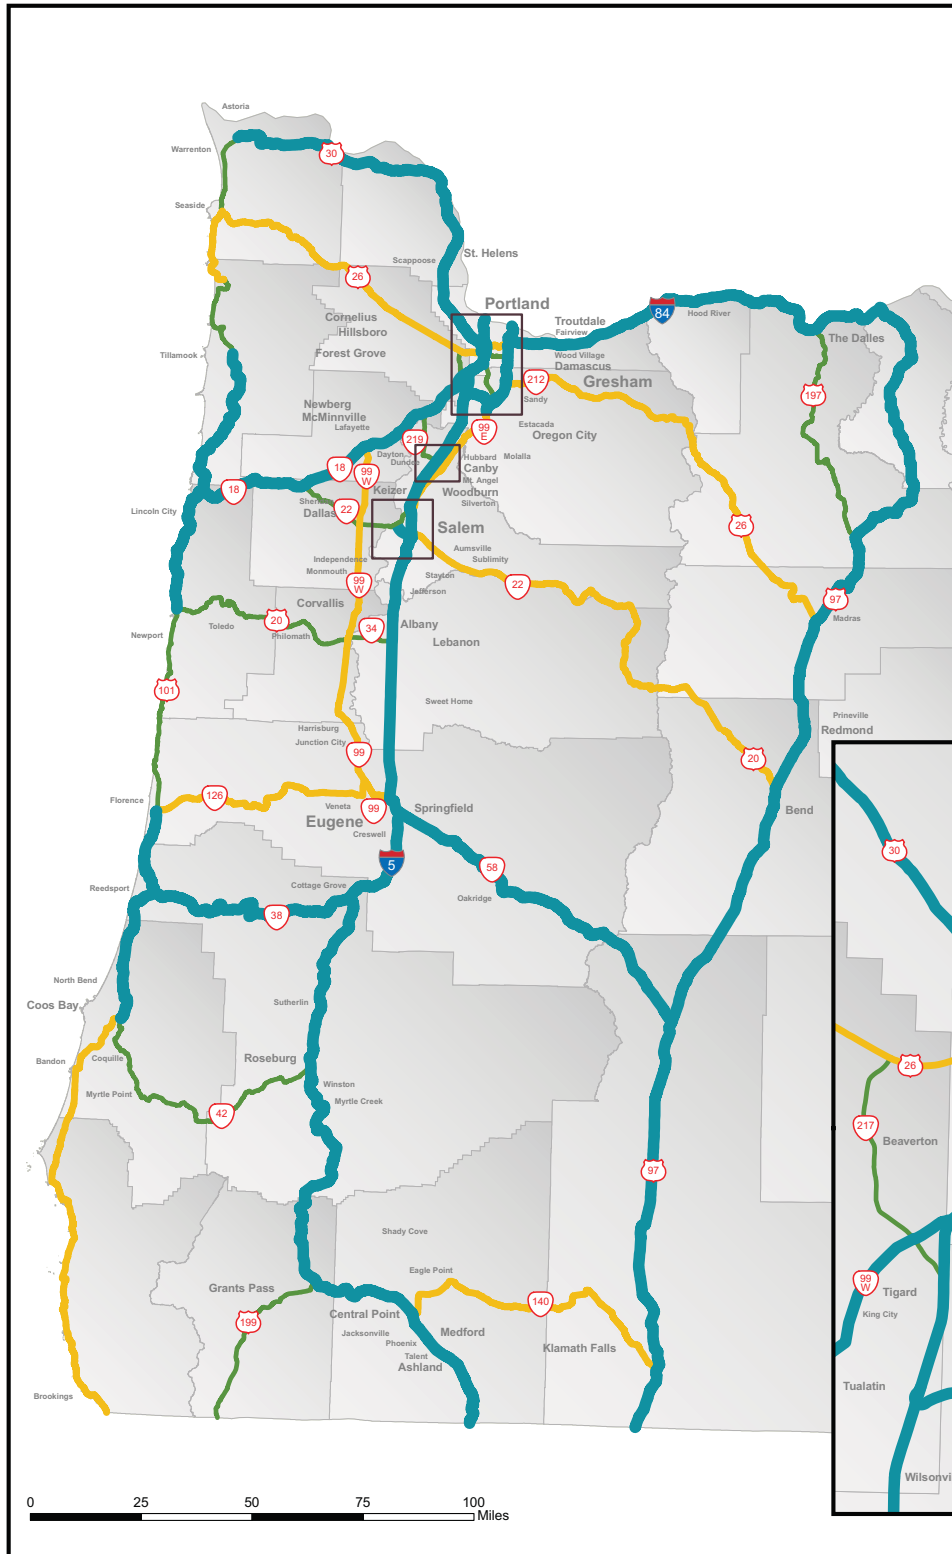 Astoria
Warrenton
30
Seaside
St. Helens
Scappoose
26
Portland
84
Hood River
Cornelius
Troutdale
Hillsboro
Fairview
The Dalles
Forest Grove
Tillamook
Wood Village
Damascus
212
Gresham
197
Sandy
Newberg
McMinnville
Lafayette
Estacada
99
E
Oregon City
219
Dayton
Dundee
Hubbard
Molalla
18
Canby
99
W
Mt. Angel
Keizer
Woodburn
18
Silverton
Dallas
22
Lincoln City
26
Salem
Aumsville
Independence
Sublimity
Monmouth
Stayton
99
W
22
Jefferson
97
Corvallis
Madras
20
Toledo
34
Albany
Newport
Philomath
Lebanon
101
Sweet Home
Prineville
Harrisburg
Redmond
Junction City
99
20
126
Florence
Veneta
99
Springfield
Bend
Eugene
Creswell
5
30
58
Reedsport
Cottage Grove
Oakridge
38
North Bend
Coos Bay
Sutherlin
Bandon
Coquille
Roseburg
26
Winston
Myrtle Point
Myrtle Creek
42
217
Beaverton
97
Shady Cove
Eagle Point
Grants Pass
99
W
Tigard
140
Central Point
King City
199
Jacksonville
Medford
Phoenix
Klamath Falls
Talent
Ashland
Tualatin
Brookings
Wilsonvi
0 25 50 75 100
Miles